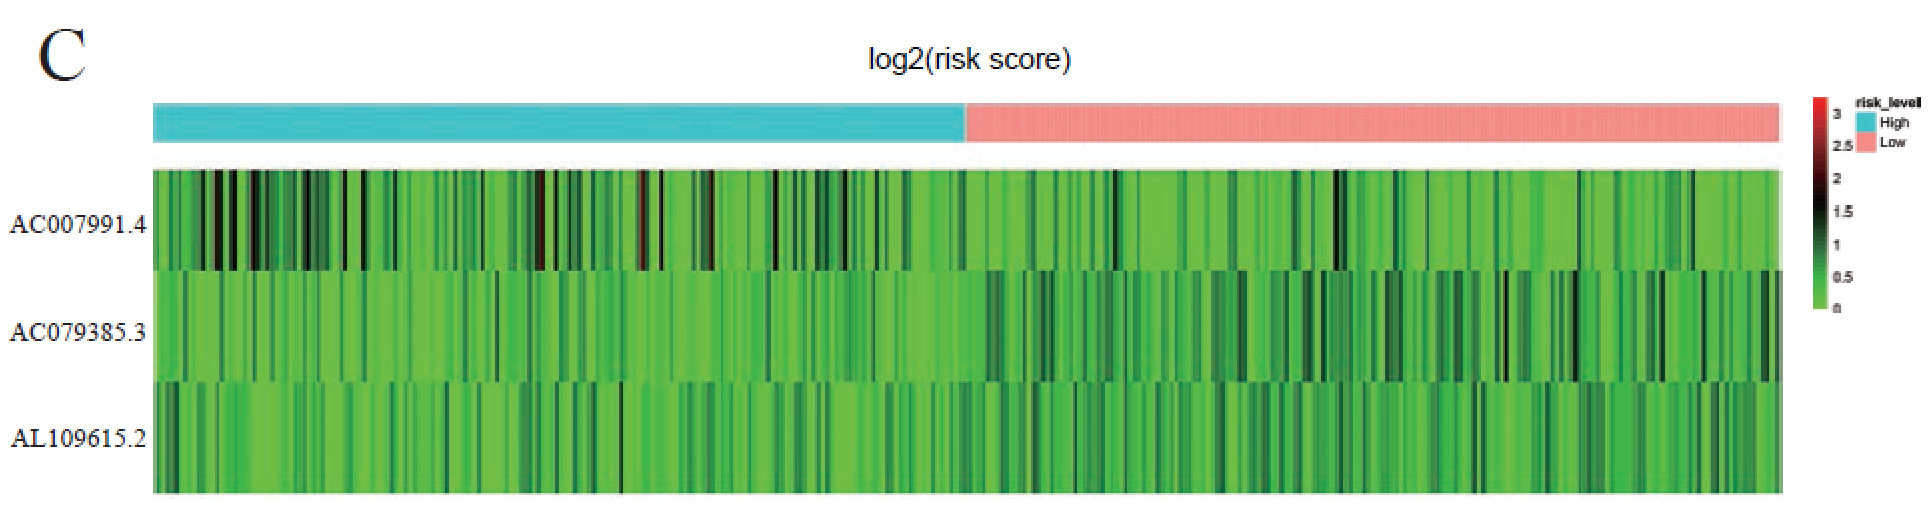 C
log2(risk score)
risk_level
High
Low
3
2.5
2
1.5
1
0.5
0
AC007991.4
AC079385.3
AL109615.2